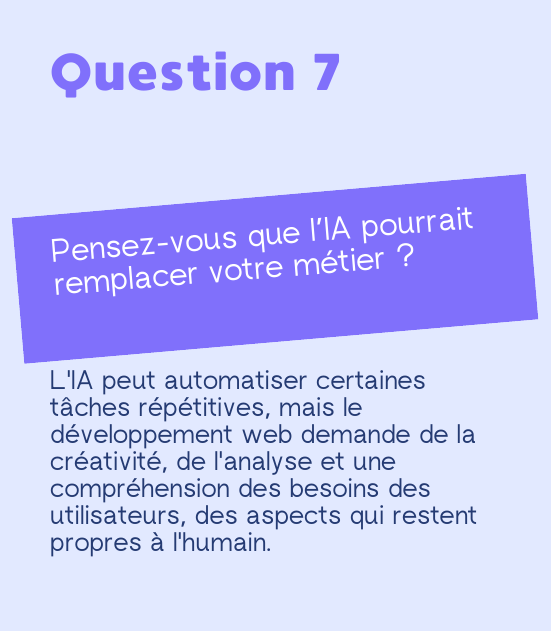 Question 7
Pensez-vous que l’IA pourrait
remplacer votre métier ?
L'IA peut automatiser certaines
tâches répétitives, mais le
développement web demande de la
créativité, de l'analyse et une
compréhension des besoins des
utilisateurs, des aspects qui restent
propres à l'humain.